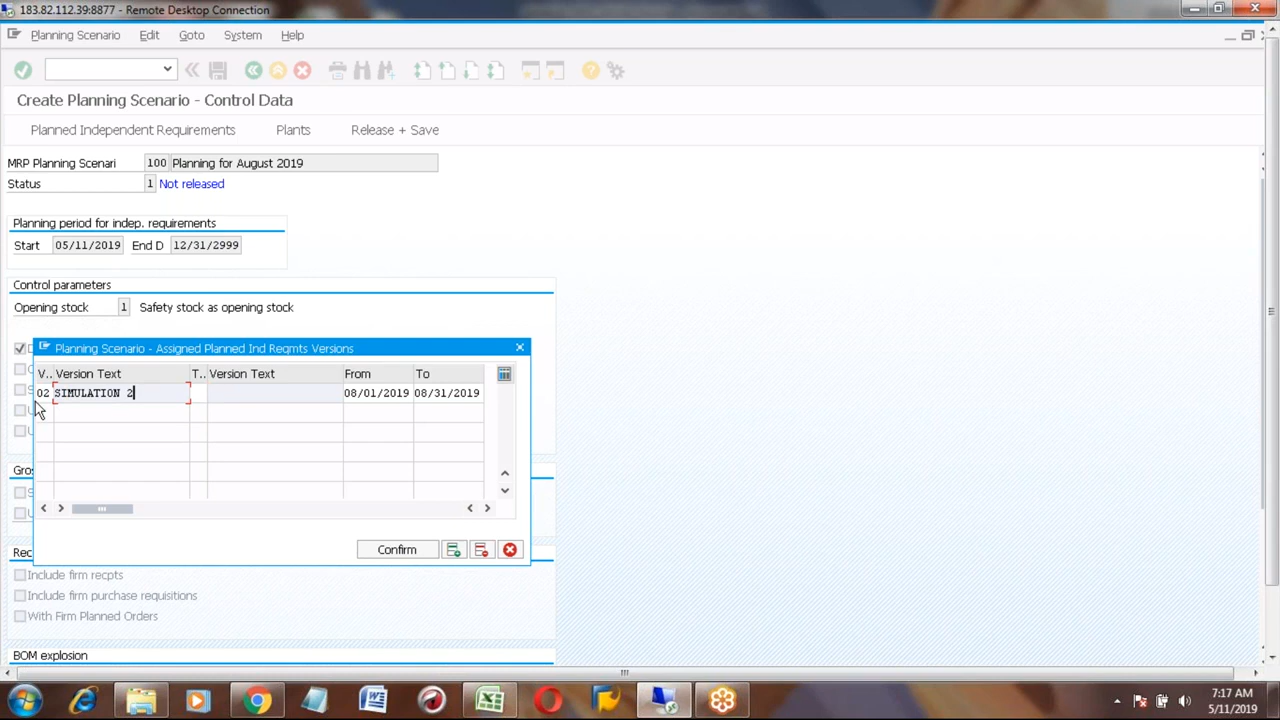 183.82.112.39:8877 - Remote Desktop Connection
Planning Scenario Edit Goto System Help
Create Planning Scenario - Control Data
Planned Independent Requirements Plants Release + Save
MRP Planning Scenari 100 Planning for August 2019
Status 1 Not released
Planning period for indep. requirements
Start 05/11/2019 End D 12/31/2999
Control parameters
Opening stock 1 Safety stock as opening stock
Planning Scenario - Assigned Planned Ind Reqmts Versions
V.. Version Text T.. Version Text From To
02 SIMULATION 2 08/01/2019 08/31/2019
Gros
Confirm
Rec
Include firm recpts
Include firm purchase requisitions
With Firm Planned Orders
BOM explosion
7:17 AM
5/11/2019